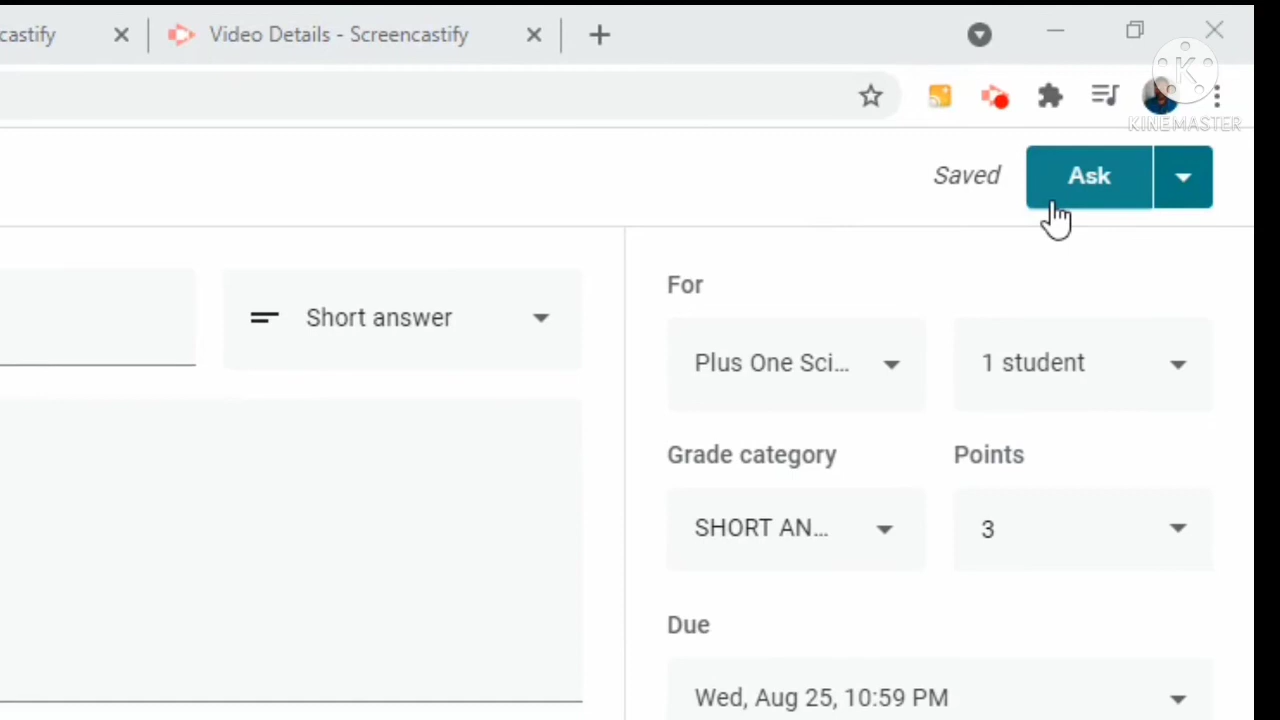 castify
Video Details - Screencastify
KINEMASTER
Saved
Ask
Short answer
For
Plus One Sci...
1 student
Grade category
Points
SHORT AN...
3
Due
Wed, Aug 25, 10:59 PM